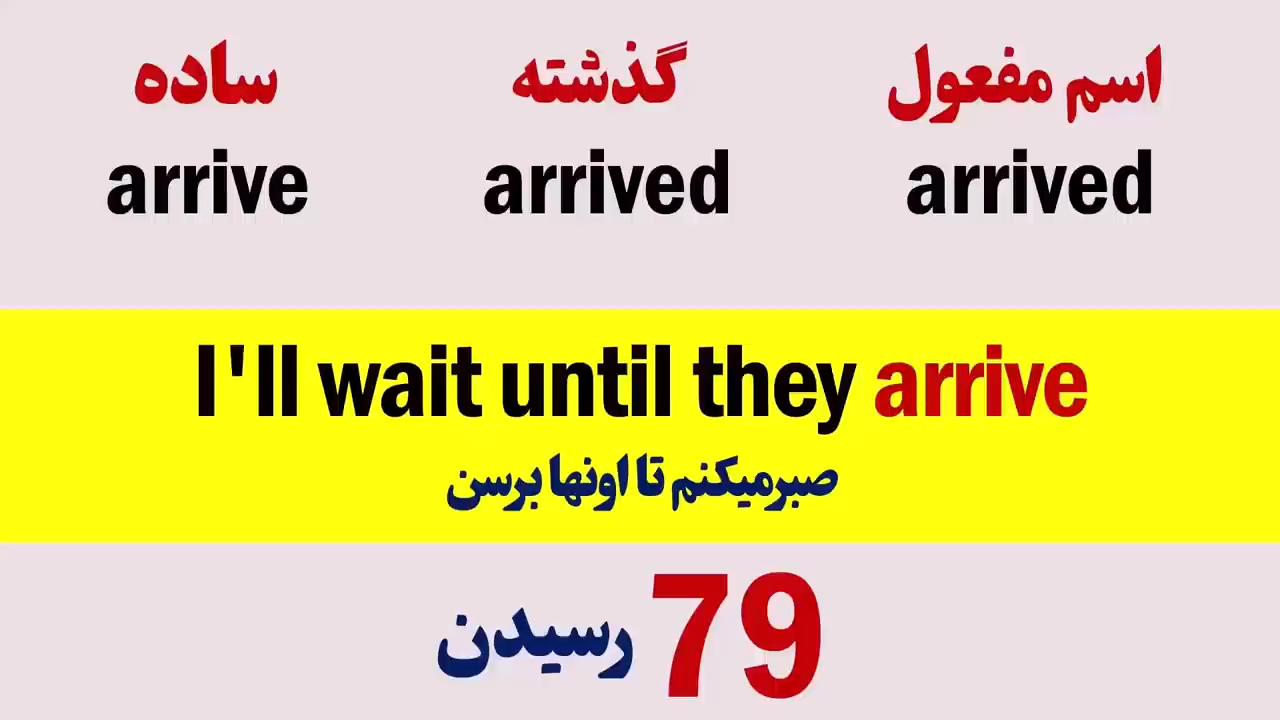 ساده گذشته اسم مفعول
arrive arrived arrived
I'll wait until they arrive
صبرمیکنم تا اونها برسن
79 رسیدن